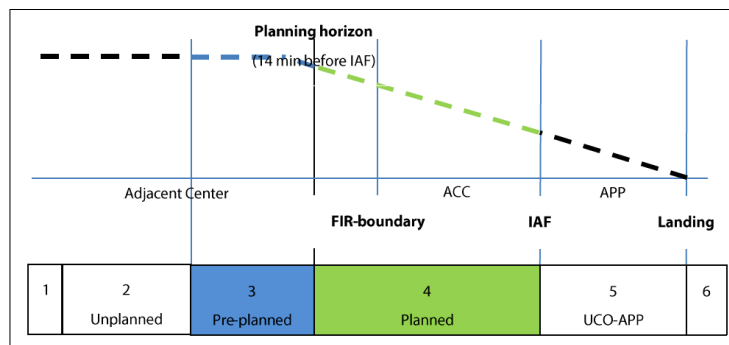 Planning horizon
(14 min before IAF)
Adjacent Center
ACC
APP
FIR-boundary
IAF
Landing
1
2
3
4
5
6
Unplanned
Pre-planned
Planned
UCO-APP